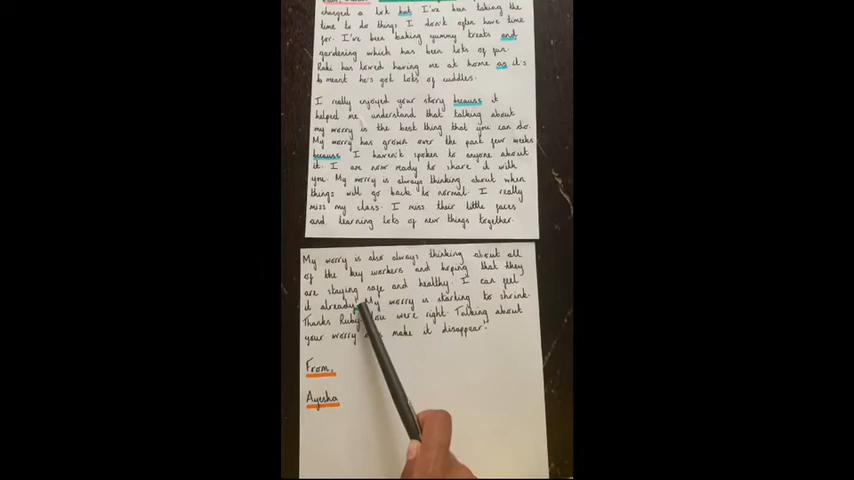 changed a lot but I've been taking the
time to do things I don't often have time
for. I've been baking yummy treats and
gardening which has been lots of fun.
has loved having me at home as it's
meant he's got lots of cuddles.
I really enjoyed your story because it
helped me understand that talking about
my worry is the best thing that you can do.
My worry has grown over the past few weeks
because I haven't spoken to anyone about
it. I am now ready to share it with
you. My worry is always thinking about when
things will go back to normal. I really
miss my class. I miss their little faces
and learning lots of new things together.
My worry is also always thinking about all
of the key workers and hoping that they
are staying safe and healthy. I can feel
it already. My worry is starting to shrink.
Thanks Ruby You were right. Talking about
your worry make it disappear.
From,
Ayesha